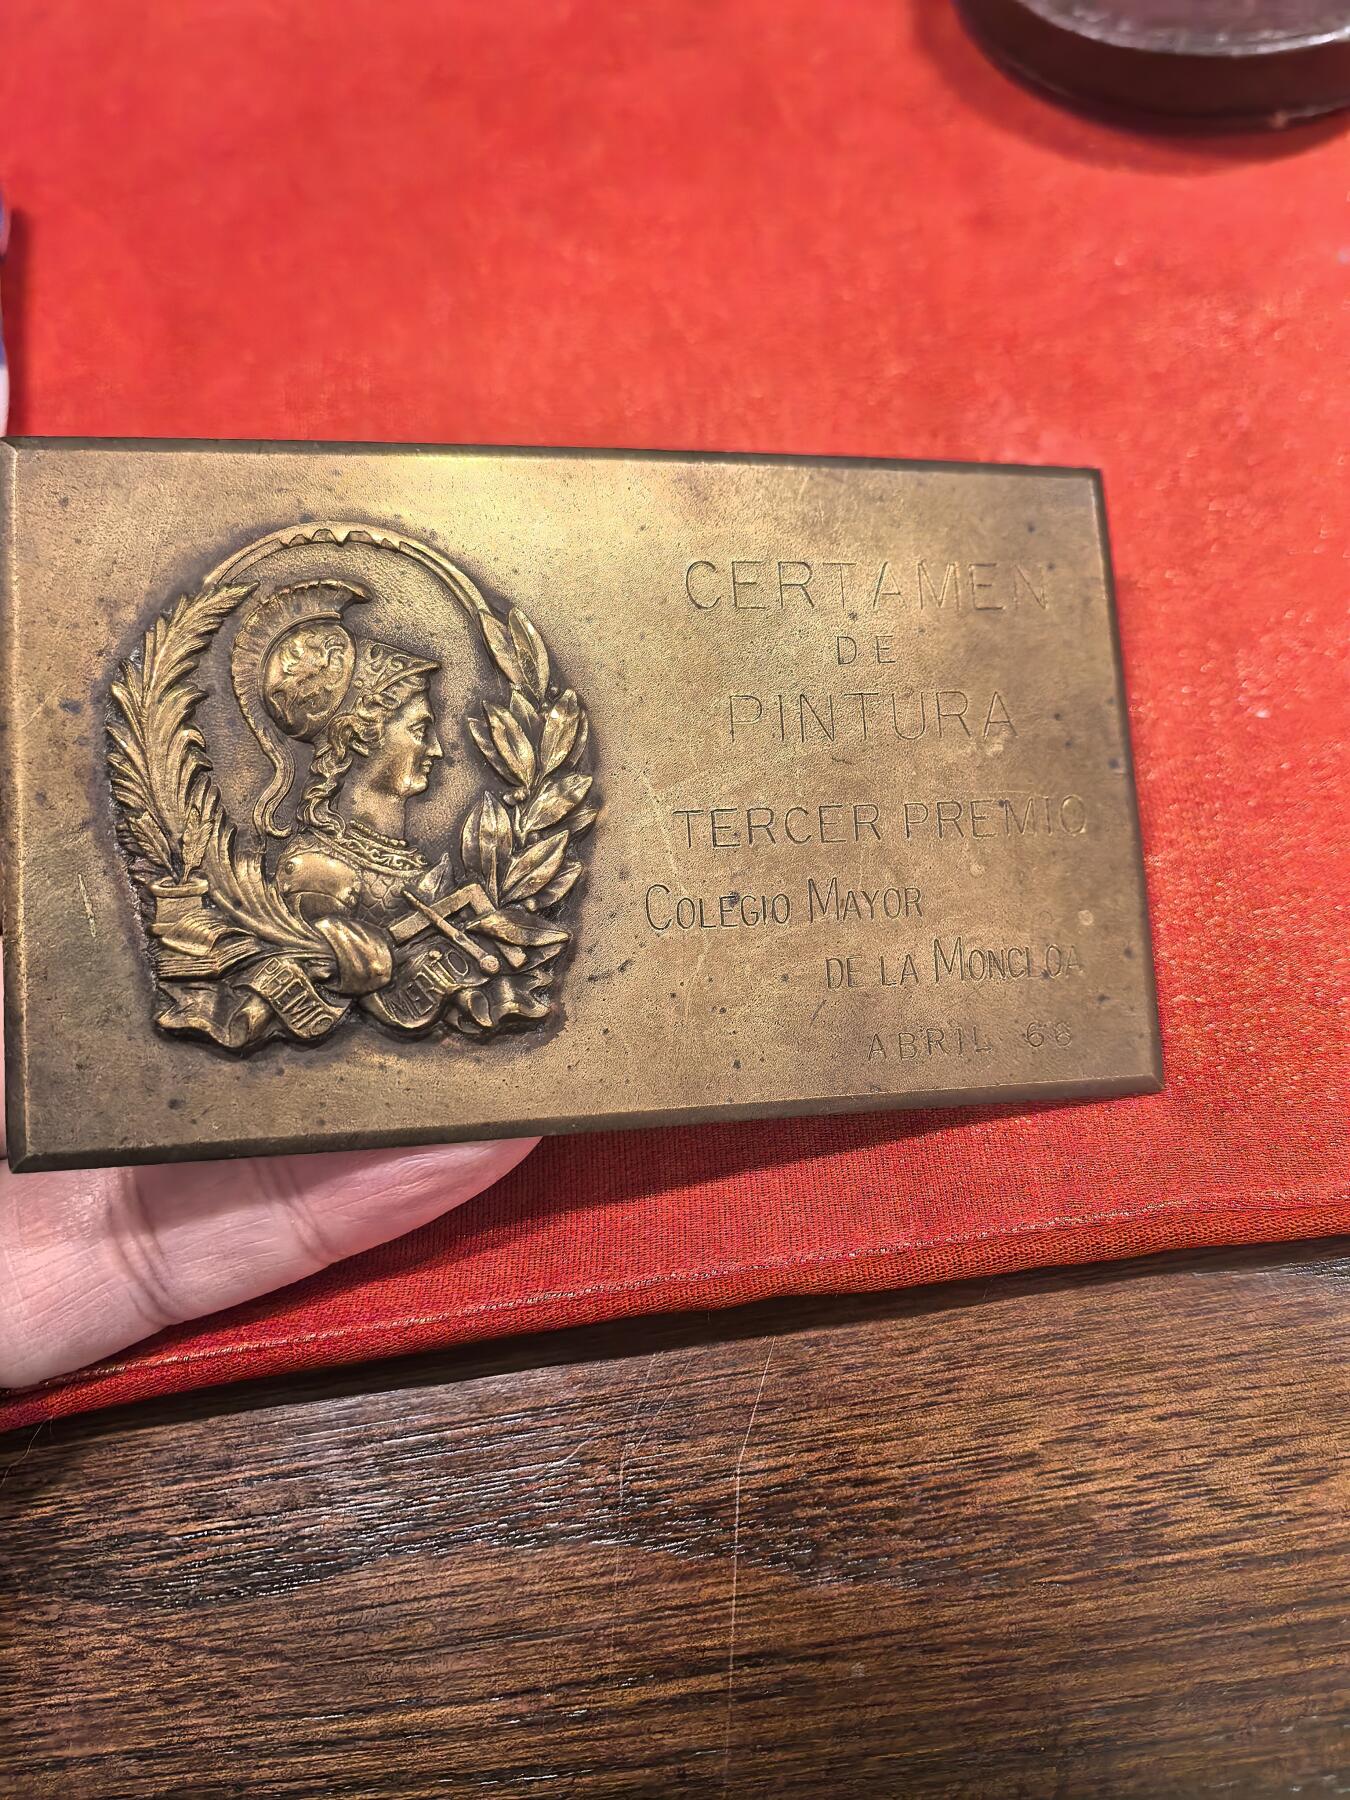 CERTAMEN
DE
PINTURA
TERCER PREMIO
COLEGIO MAYOR
DE LA MONCLOA
ABRIL 68
PREMIO
MERITO